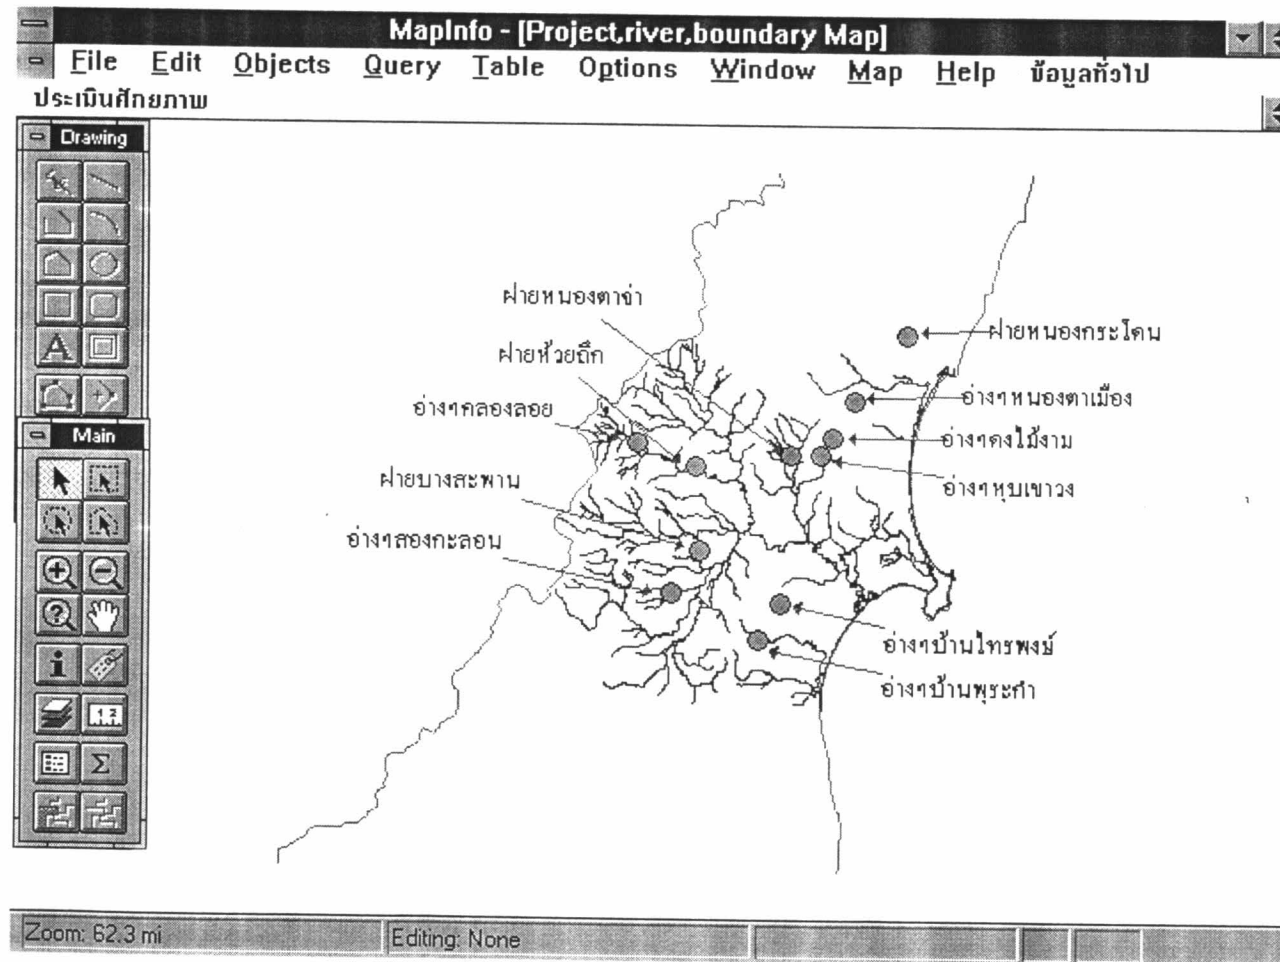 MapInfo - [Project,river,boundary Map]
File Edit Objects Query Table Options Window Map Help ข้อมูลทั่วไป
ประเมินศักยภาพ
Drawing
A
Main
ฝายหนองตาจ่า
ฝายห้วยถึก
อ่างฯคลองลอย
ฝายบางสะพาน
อ่างฯลองกะลอน
ฝายหนองกระโดน
อ่างฯหนองตาเมือง
อ่างฯดงไม้งาม
อ่างฯหุบเขาวง
อ่างฯบ้านไทรพงษ์
อ่างฯบ้านพุระกำ
Zoom: 62.3 mi
Editing: None